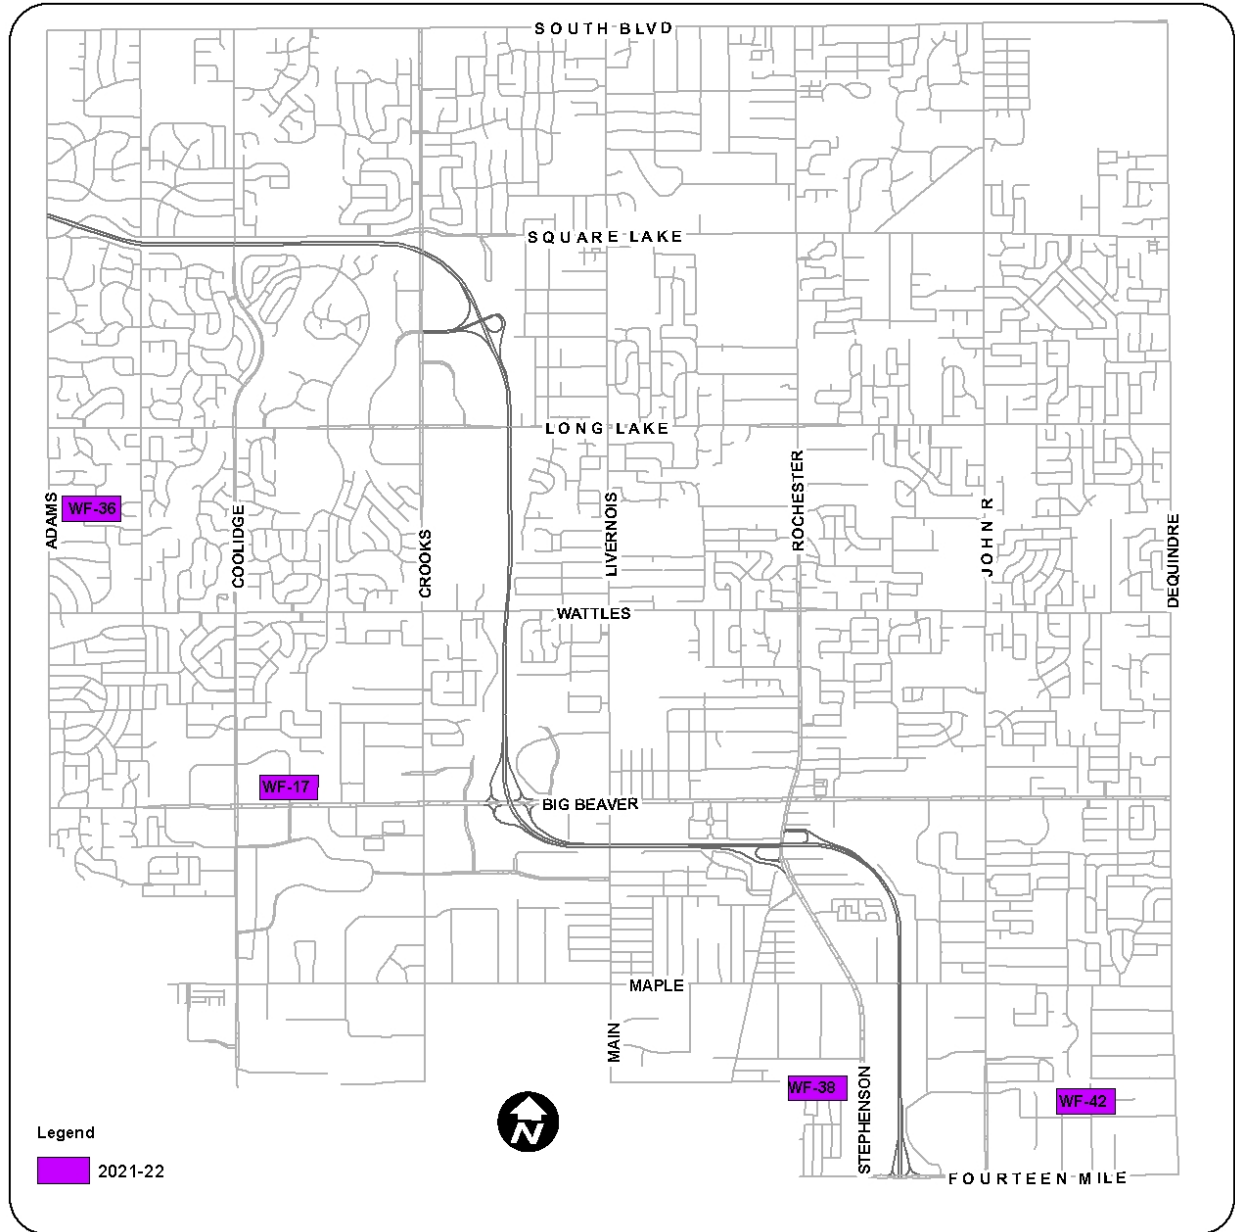 SOUTH BLVD
SQUARE LAKE
LONG LAKE
ADAMS
WF-36
COOLIDGE
CROOKS
LIVERNOIS
ROCHESTER
JOHN R
DEQUINDRE
WATTLES
WF-17
BIG BEAVER
MAPLE
MAIN
WF-38
STEPHENSON
WF-42
N
FOURTEEN MILE
Legend
2021-22